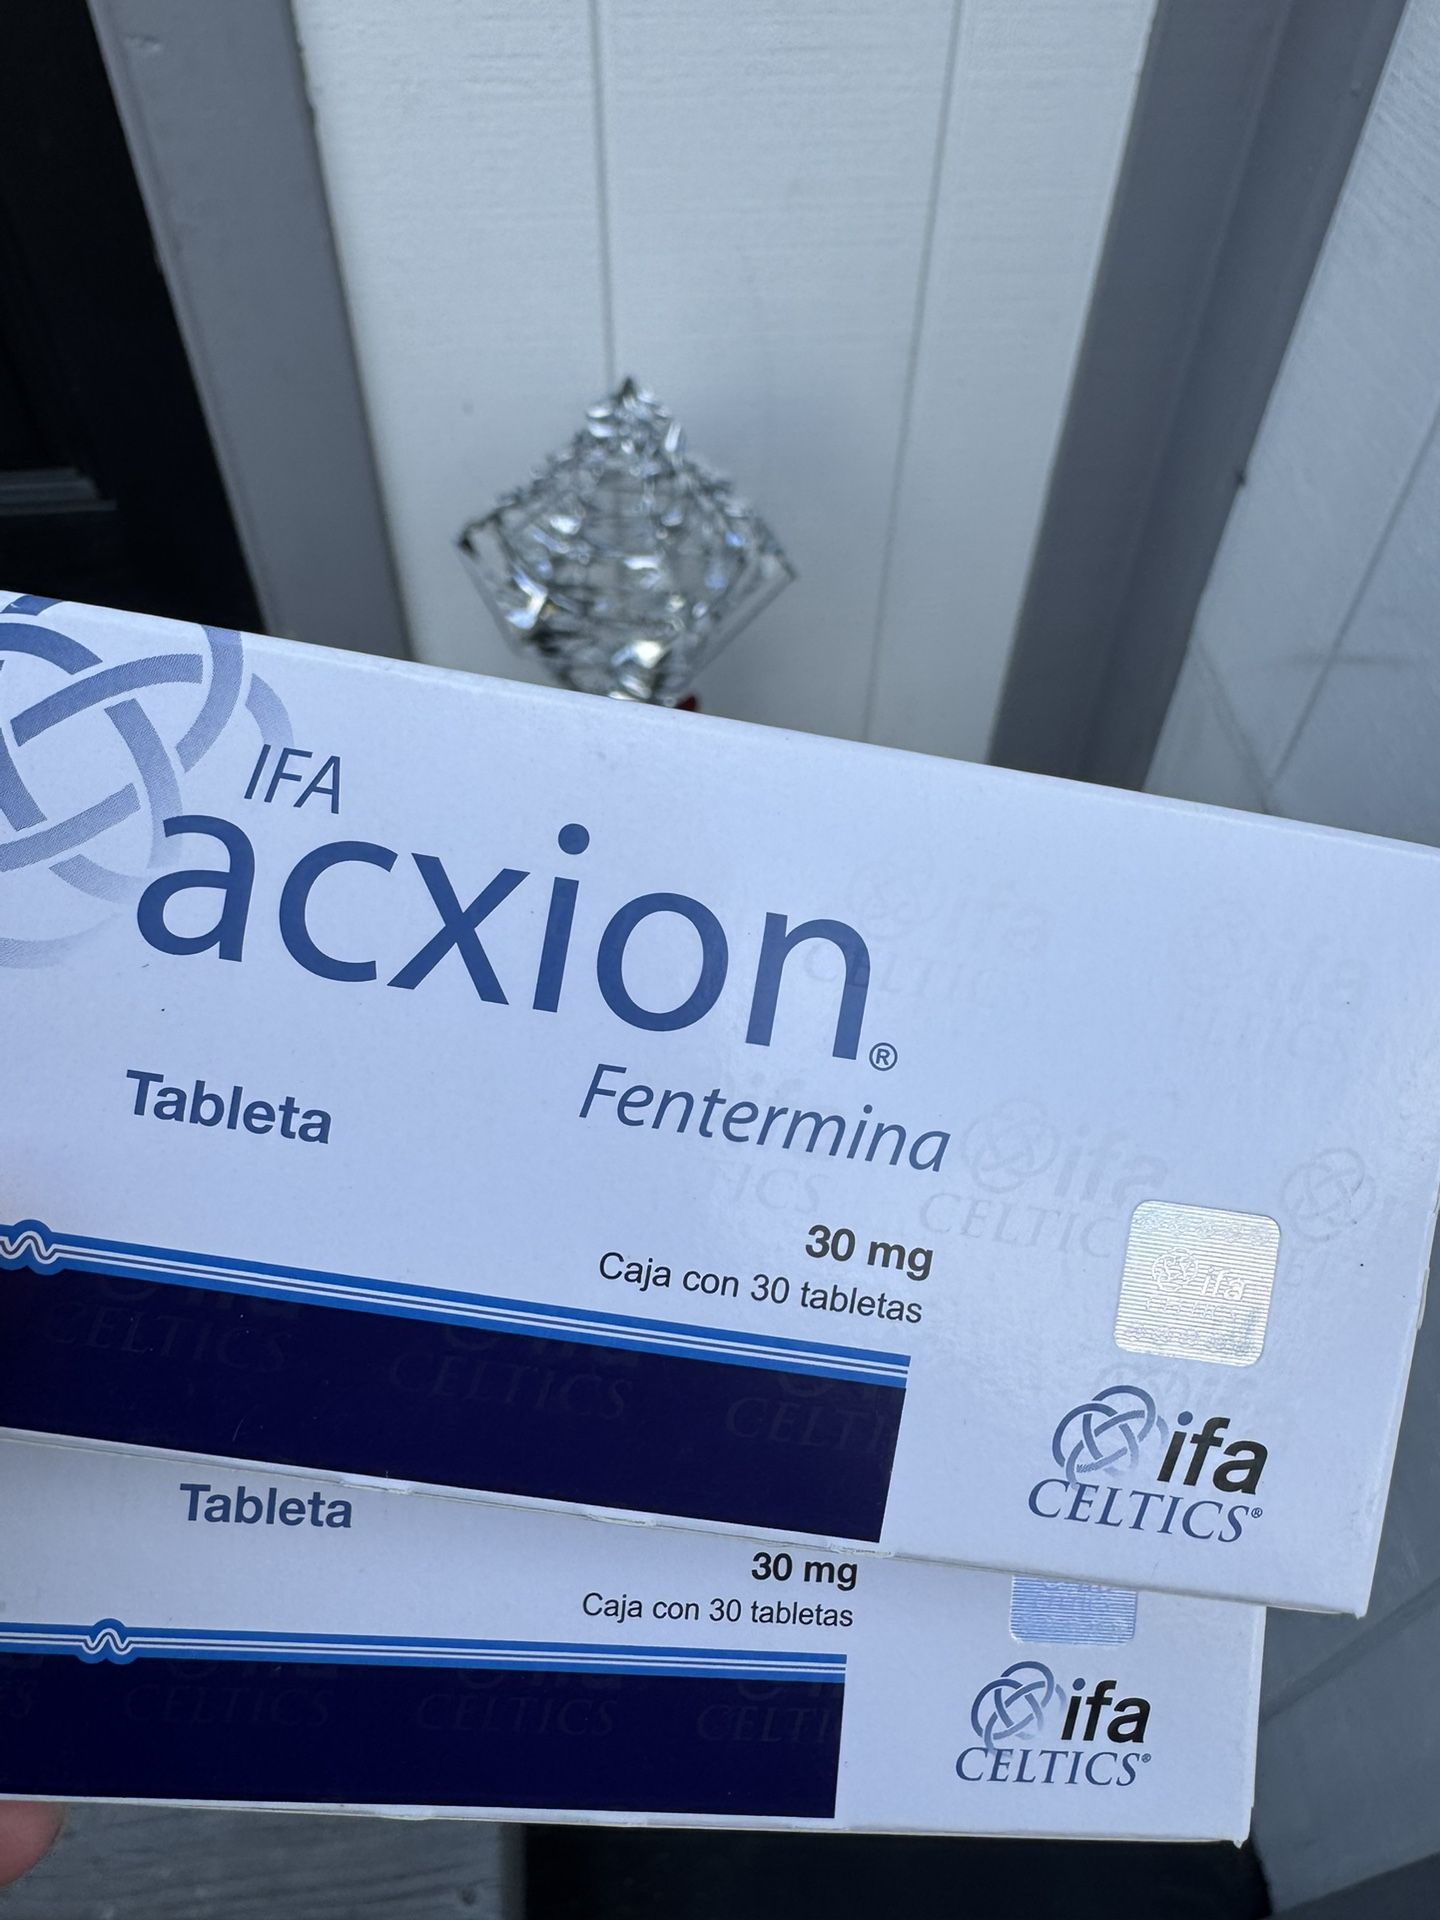 IFA
acxion®
Tableta
Fentermina
30 mg
Caja con 30 tabletas
ifa
CELTICS®
Tableta
30 mg
Caja con 30 tabletas
ifa
CELTICS®